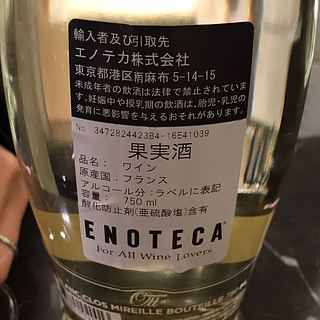 輸入者及び引取先
エノテカ株式会社
東京都港区南麻布 5-14-15
未成年者の飲酒は法律で禁止されていま
す。妊娠中や授乳期の飲酒は、胎児・乳児の発
育に悪影響を与えるおそれがあります。
No. 3472824423B4-16E41039
果実酒
品名: ワイン
原産国: フランス
アルコール分: ラベルに表記
容量: 750 ml
酸化防止剤(亜硫酸塩)含有
ENOTECA
For All Wine Lovers
CLOS MIREILLE BOUTEILLE